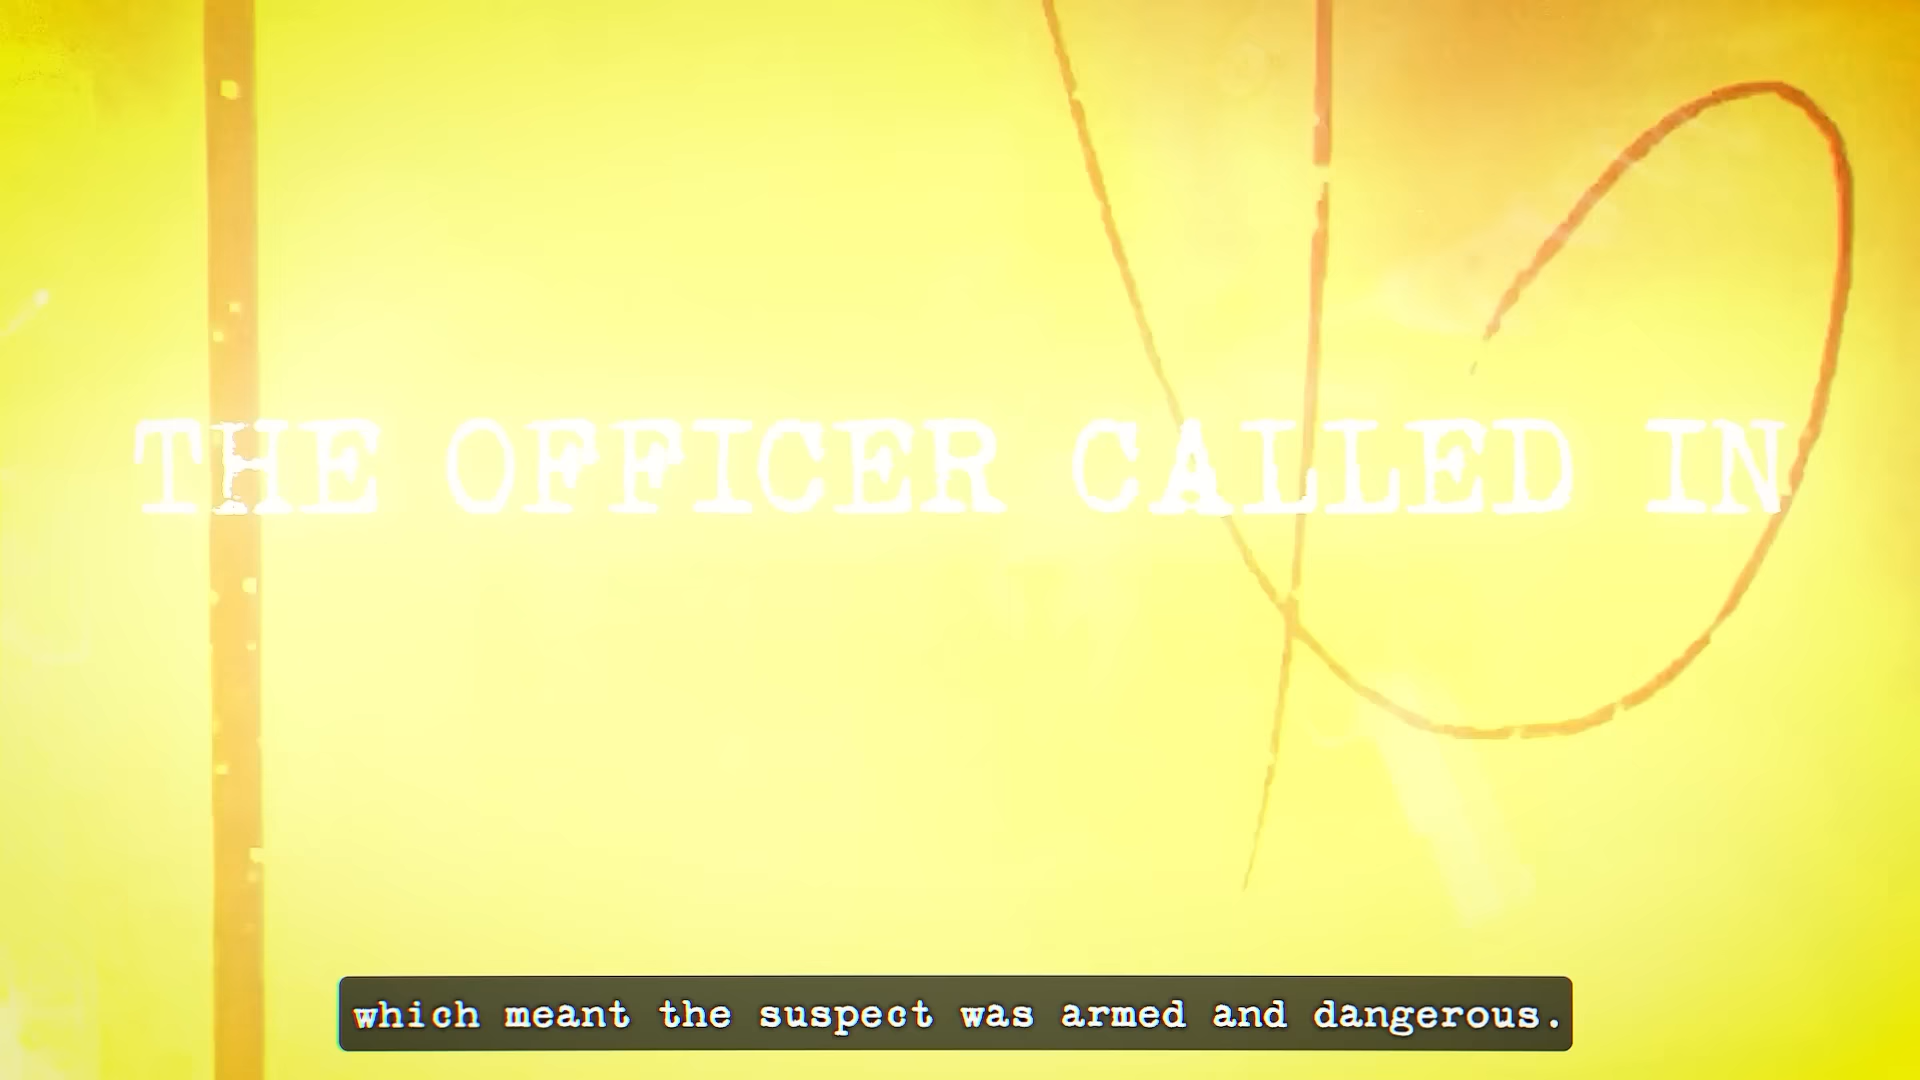 THE OFFICER CALLED IN
which meant the suspect was armed and dangerous.